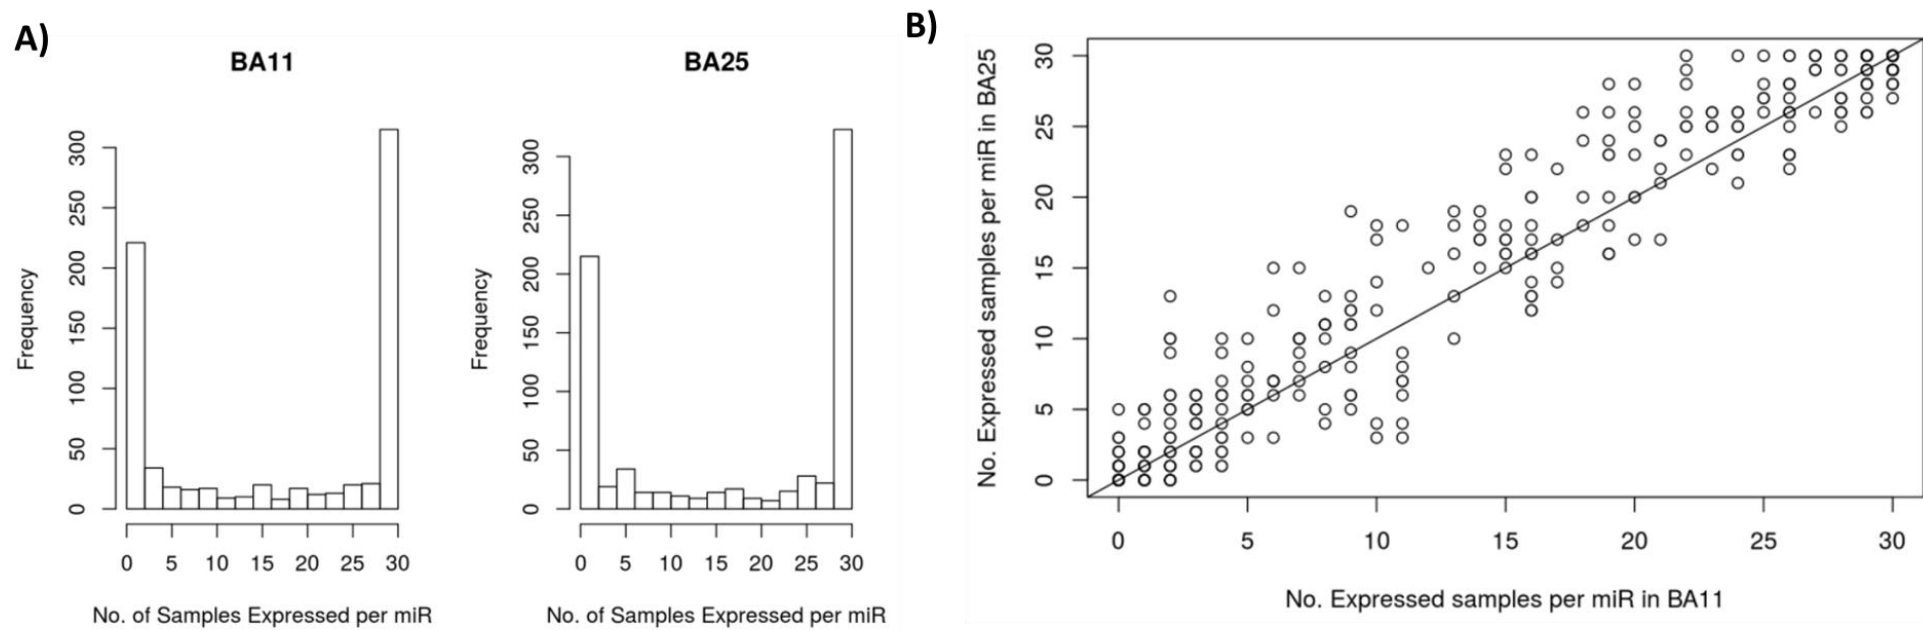 A)
BA11
Frequency
0 50 100 150 200 250 300
0 5 10 15 20 25 30
No. of Samples Expressed per miR
BA25
Frequency
0 50 100 150 200 250 300
0 5 10 15 20 25 30
No. of Samples Expressed per miR
B)
No. Expressed samples per miR in BA25
0 5 10 15 20 25 30
0 5 10 15 20 25 30
No. Expressed samples per miR in BA11